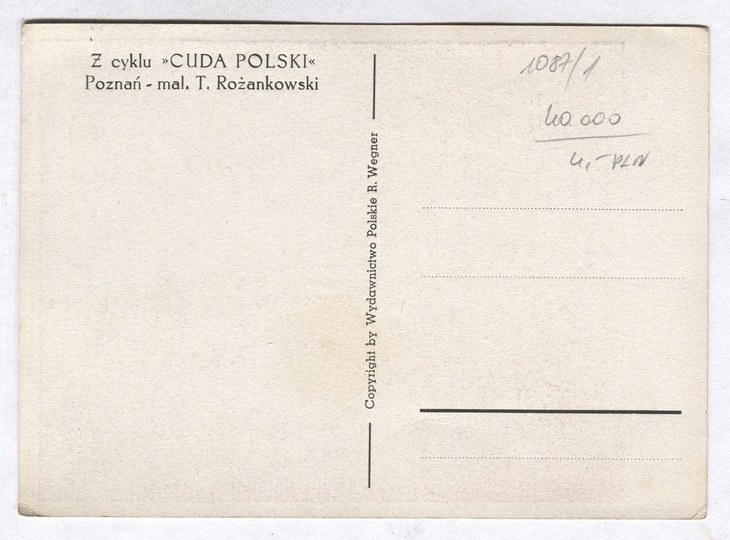 Z cyklu »CUDA POLSKI«
Poznań - mal. T. Rożankowski
Copyright by Wydawnictwo Polskie R. Wegner
1087/1
40.000
4,- PLN